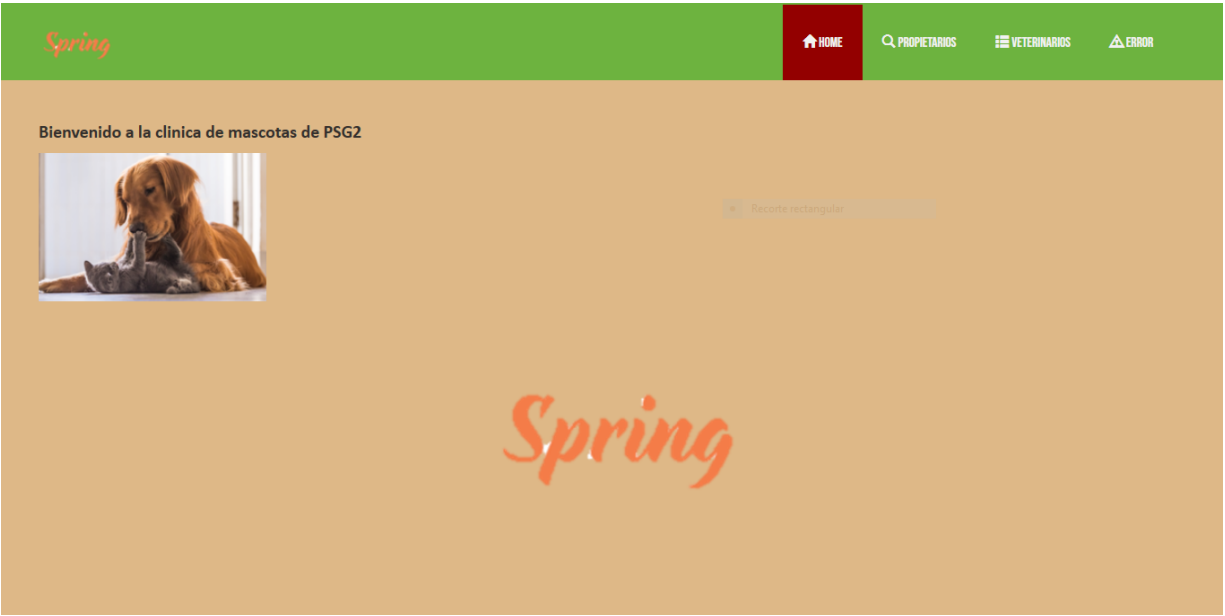 Spring
HOME
PROPIETARIOS
VETERINARIOS
ERROR
Bienvenido a la clinica de mascotas de PSG2
Recorte rectangular
Spring